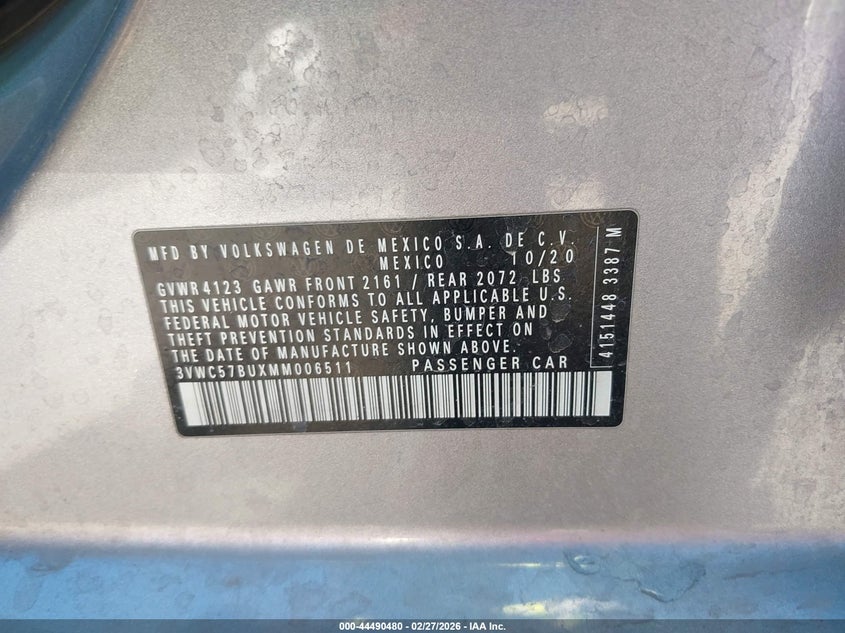 MFD BY VOLKSWAGEN DE MEXICO S.A. DE C.V.
MEXICO 10/20
GVWR 4123 GAWR FRONT 2161 / REAR 2072 LBS
THIS VEHICLE CONFORMS TO ALL APPLICABLE U.S.
FEDERAL MOTOR VEHICLE SAFETY, BUMPER AND
THEFT PREVENTION STANDARDS IN EFFECT ON
THE DATE OF MANUFACTURE SHOWN ABOVE.
3VWC57BUXMM006511 PASSENGER CAR
4151448 3387 M
000-44490480 - 02/27/2026 - IAA Inc.